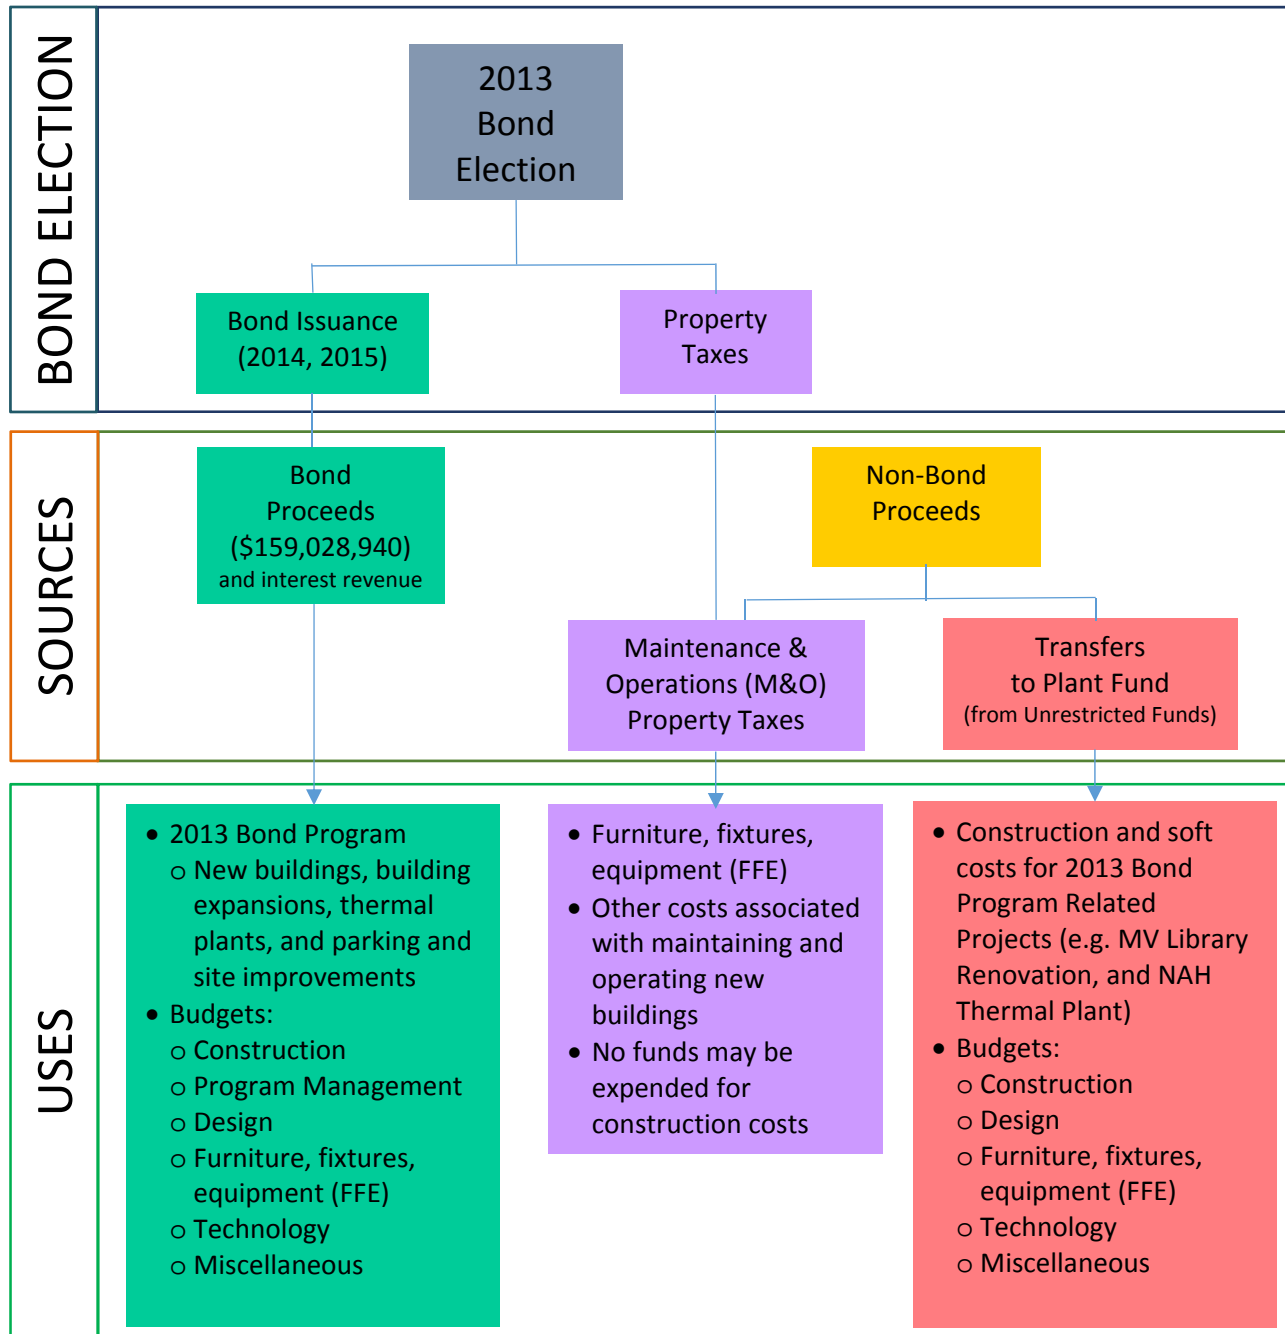 BOND ELECTION
2013
Bond
Election
Bond Issuance
(2014, 2015)
Property
Taxes
SOURCES
Bond
Proceeds
($159,028,940)
and interest revenue
Non-Bond
Proceeds
Maintenance &
Operations (M&O)
Property Taxes
Transfers
to Plant Fund
(from Unrestricted Funds)
USES
• 2013 Bond Program
o New buildings, building
expansions, thermal
plants, and parking and
site improvements
• Budgets:
o Construction
o Program Management
o Design
o Furniture, fixtures,
equipment (FFE)
o Technology
o Miscellaneous
• Furniture, fixtures,
equipment (FFE)
• Other costs associated
with maintaining and
operating new
buildings
• No funds may be
expended for
construction costs
• Construction and soft
costs for 2013 Bond
Program Related
Projects (e.g. MV Library
Renovation, and NAH
Thermal Plant)
• Budgets:
o Construction
o Design
o Furniture, fixtures,
equipment (FFE)
o Technology
o Miscellaneous